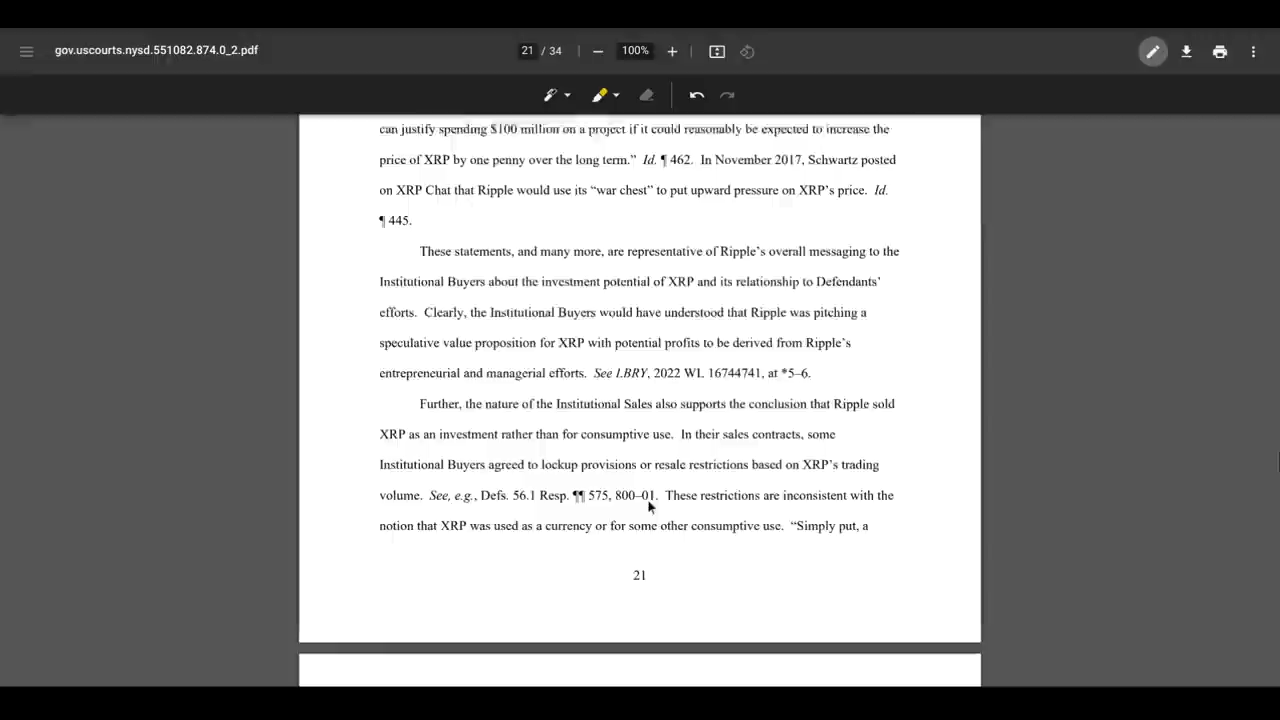 gov.uscourts.nysd.551082.874.0_2.pdf
21 / 34
100%
can justify spending $100 million on a project if it could reasonably be expected to increase the
price of XRP by one penny over the long term.” Id. ¶ 462. In November 2017, Schwartz posted
on XRP Chat that Ripple would use its “war chest” to put upward pressure on XRP’s price. Id.
¶ 445.
These statements, and many more, are representative of Ripple’s overall messaging to the
Institutional Buyers about the investment potential of XRP and its relationship to Defendants’
efforts. Clearly, the Institutional Buyers would have understood that Ripple was pitching a
speculative value proposition for XRP with potential profits to be derived from Ripple’s
entrepreneurial and managerial efforts. See LBRY, 2022 WL 16744741, at *5–6.
Further, the nature of the Institutional Sales also supports the conclusion that Ripple sold
XRP as an investment rather than for consumptive use. In their sales contracts, some
Institutional Buyers agreed to lockup provisions or resale restrictions based on XRP’s trading
volume. See, e.g., Defs. 56.1 Resp. ¶¶ 575, 800–01. These restrictions are inconsistent with the
notion that XRP was used as a currency or for some other consumptive use. “Simply put, a
21